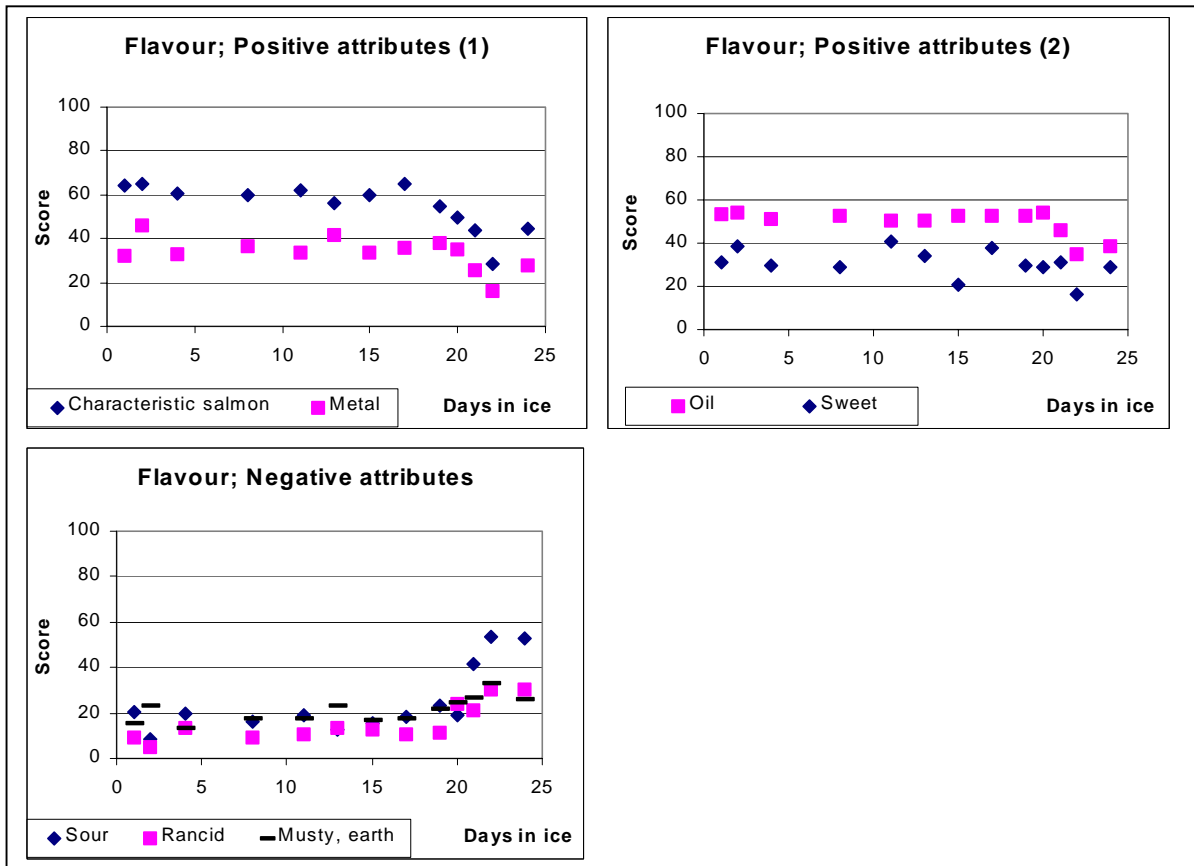 Flavour; Positive attributes (1)
100
80
60
40
20
0
Score
0 5 10 15 20 25
Characteristic salmon Metal Days in ice
Flavour; Positive attributes (2)
100
80
60
40
20
0
Score
0 5 10 15 20 25
Oil Sweet Days in ice
Flavour; Negative attributes
100
80
60
40
20
0
Score
0 5 10 15 20 25
Sour Rancid Musty, earth Days in ice